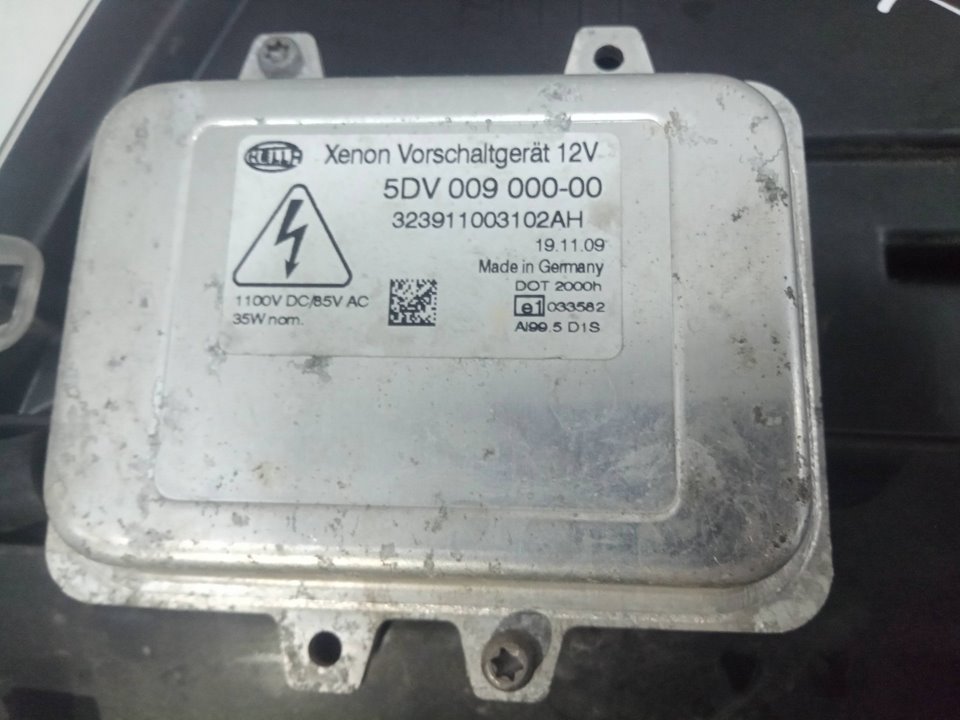 HELLA
Xenon Vorschaltgerät 12V
5DV 009 000-00
323911003102AH
19.11.09
Made in Germany
DOT 2000h
e1 033582
Al99.5 D1S
1100V DC/85V AC
35W nom.